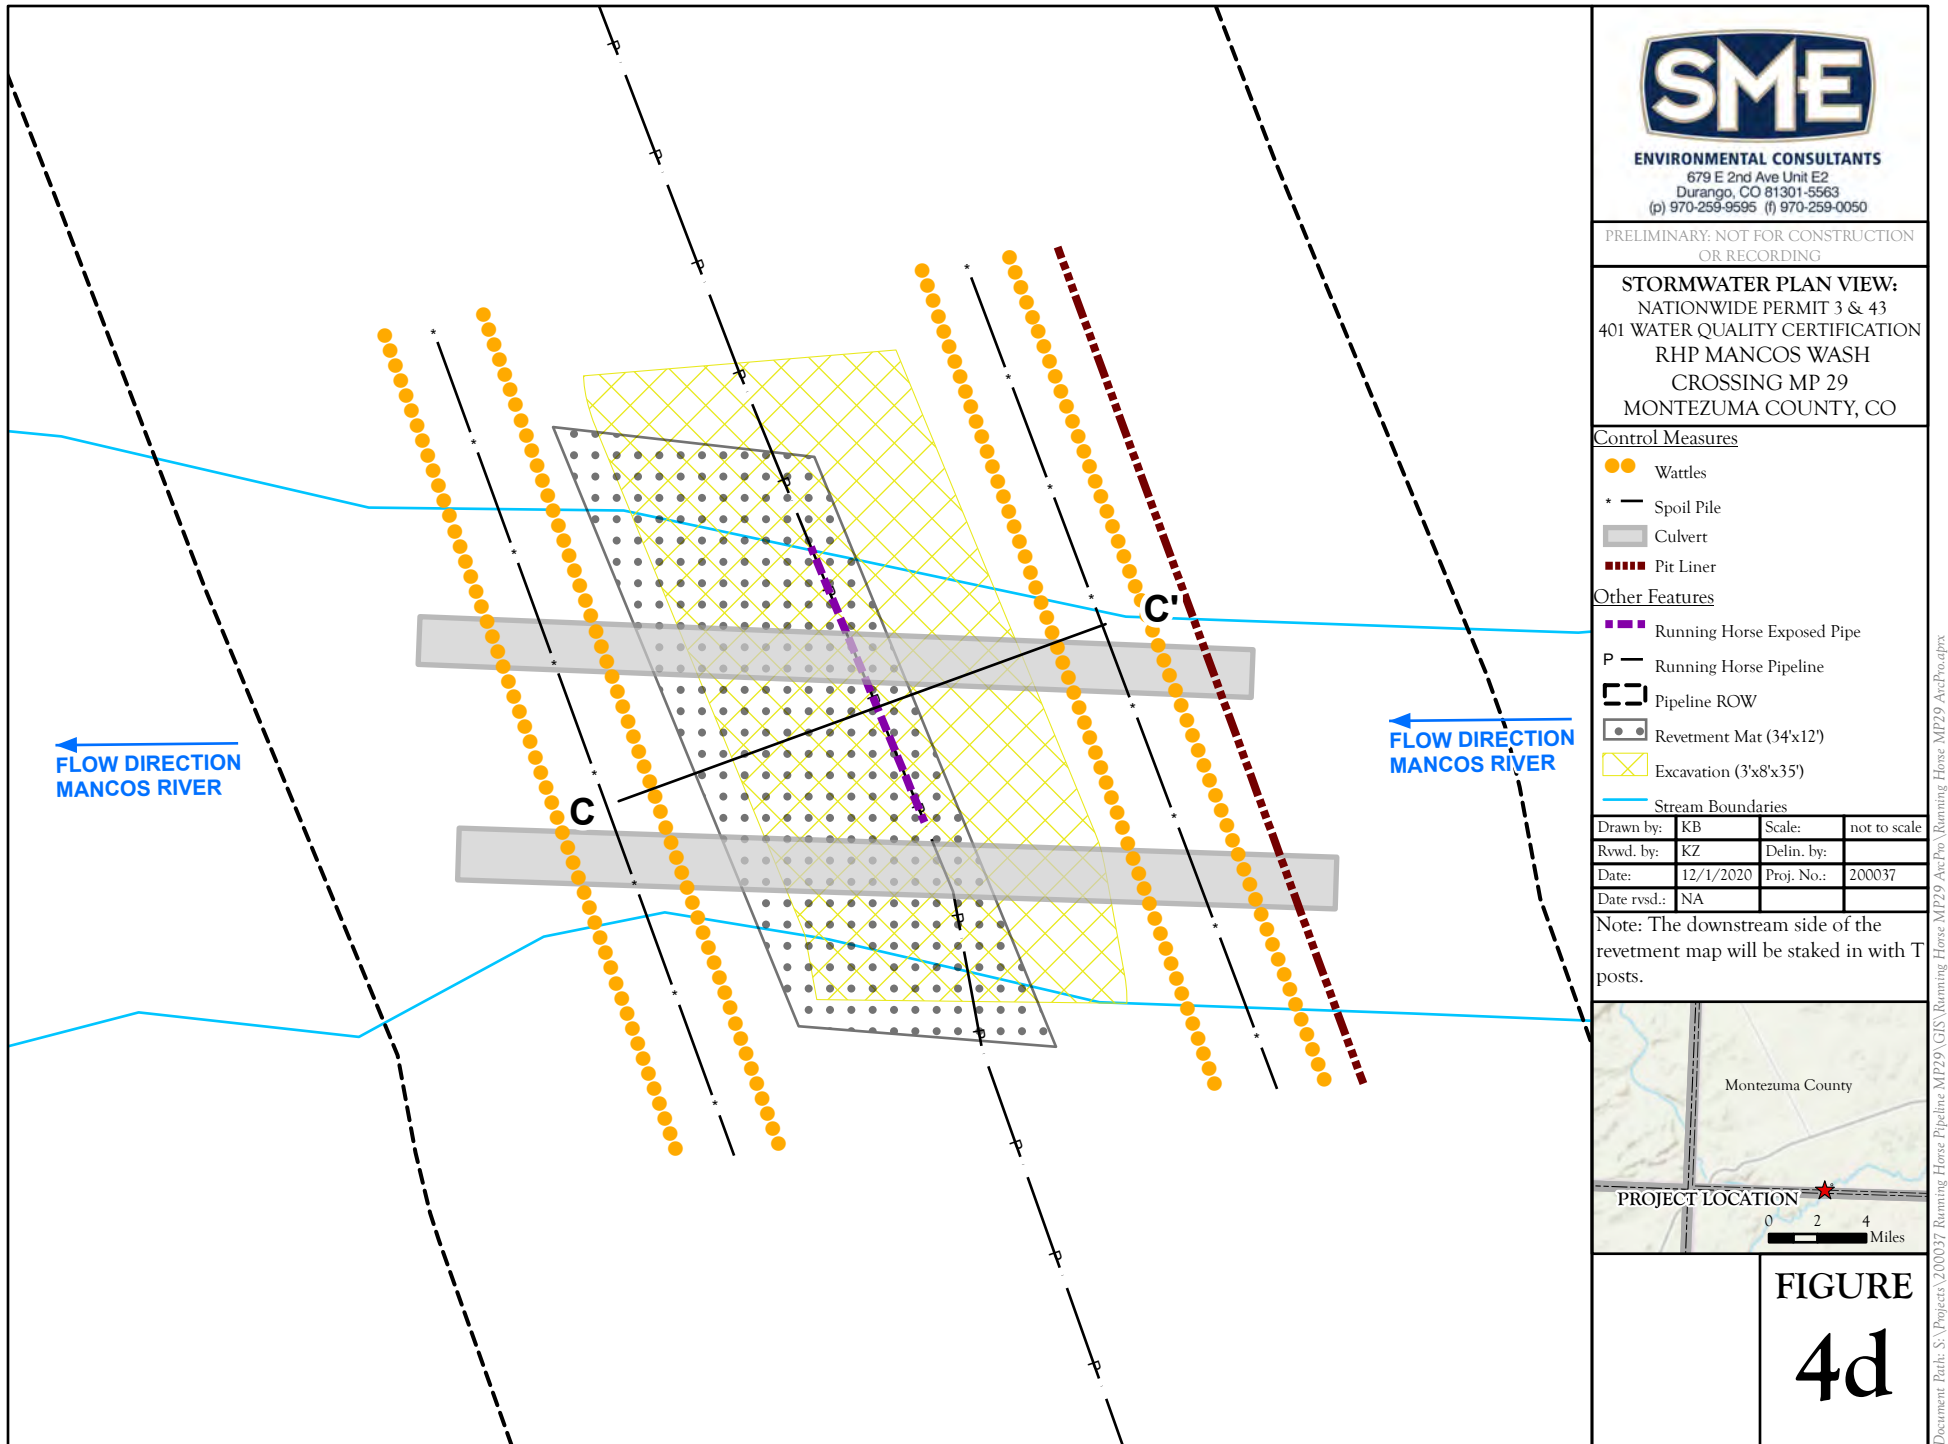 SME
ENVIRONMENTAL CONSULTANTS
679 E 2nd Ave Unit E2
Durango, CO 81301-5563
(p) 970-259-9595 (f) 970-259-0050
PRELIMINARY: NOT FOR CONSTRUCTION
OR RECORDING
STORMWATER PLAN VIEW:
NATIONWIDE PERMIT 3 & 43
401 WATER QUALITY CERTIFICATION
RHP MANCOS WASH
CROSSING MP 29
MONTEZUMA COUNTY, CO
Control Measures
Wattles
* Spoil Pile
Culvert
Pit Liner
Other Features
Running Horse Exposed Pipe
P Running Horse Pipeline
Pipeline ROW
Revetment Mat (34'x12')
Excavation (3'x8'x35')
Stream Boundaries
Drawn by: KB Scale: not to scale
Rvwd. by: KZ Delin. by:
Date: 12/1/2020 Proj. No.: 200037
Date rvsd.: NA
Note: The downstream side of the
revetment map will be staked in with T
posts.
Montezuma County
PROJECT LOCATION
0 2 4
Miles
FIGURE
4d
Document Path: S:\Projects\200037 Running Horse Pipeline MP29\GIS\Running Horse MP29 ArcPro\Running Horse MP29 ArcPro.aprx
C'
C
FLOW DIRECTION
MANCOS RIVER
FLOW DIRECTION
MANCOS RIVER
P
P
P
P
P
P
P
P
P
P
P
P
P